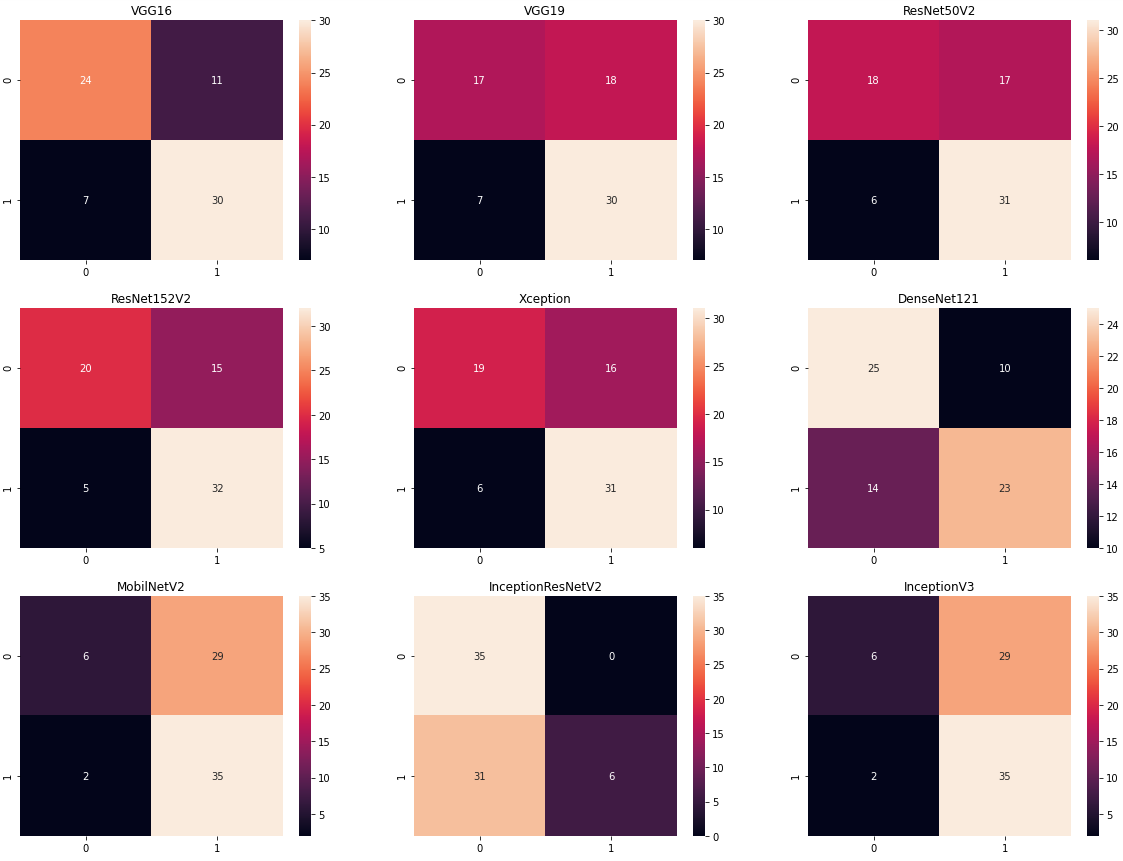 VGG16
VGG19
ResNet50V2
0 24 11
1 7 30
0 1
30 25 20 15 10
0 17 18
1 7 30
0 1
30 25 20 15 10
0 18 17
1 6 31
0 1
30 25 20 15 10
ResNet152V2
Xception
DenseNet121
0 20 15
1 5 32
0 1
30 25 20 15 10 5
0 19 16
1 6 31
0 1
30 25 20 15 10
0 25 10
1 14 23
0 1
24 22 20 18 16 14 12 10
MobilNetV2
InceptionResNetV2
InceptionV3
0 6 29
1 2 35
0 1
35 30 25 20 15 10 5
0 35 0
1 31 6
0 1
35 30 25 20 15 10 5 0
0 6 29
1 2 35
0 1
35 30 25 20 15 10 5